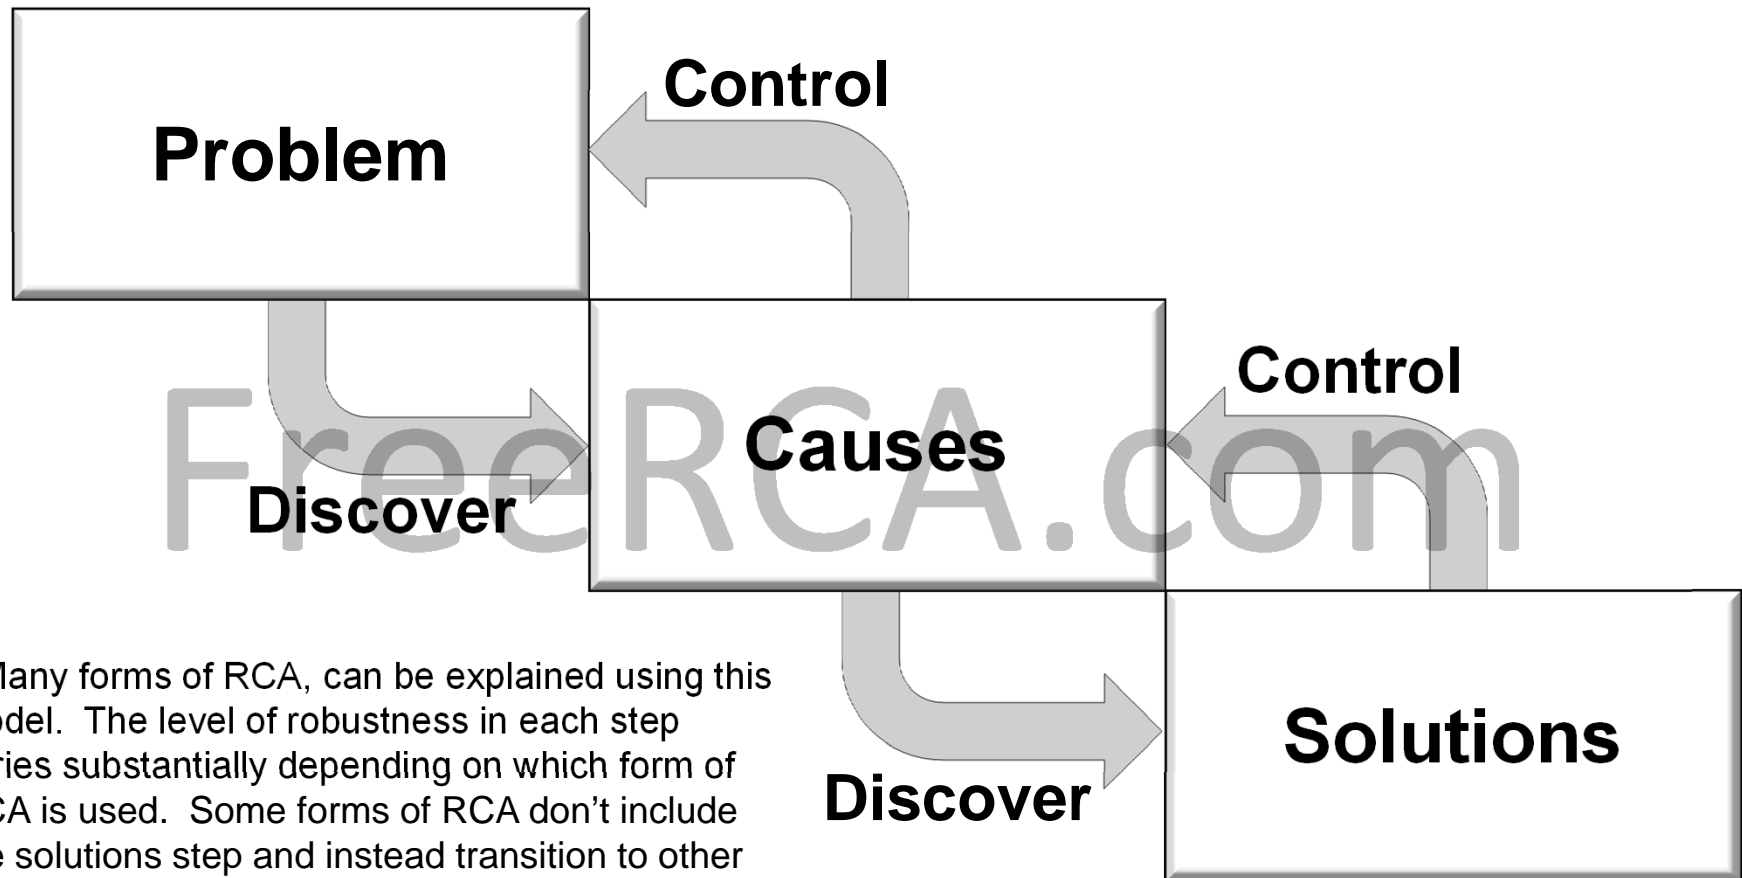 Control
Problem
Control
Causes
FreeRCA.com
Discover
any forms of RCA, can be explained using this
del. The level of robustness in each step
ries substantially depending on which form of
CA is used. Some forms of RCA don’t include
e solutions step and instead transition to other
Solutions
Discover